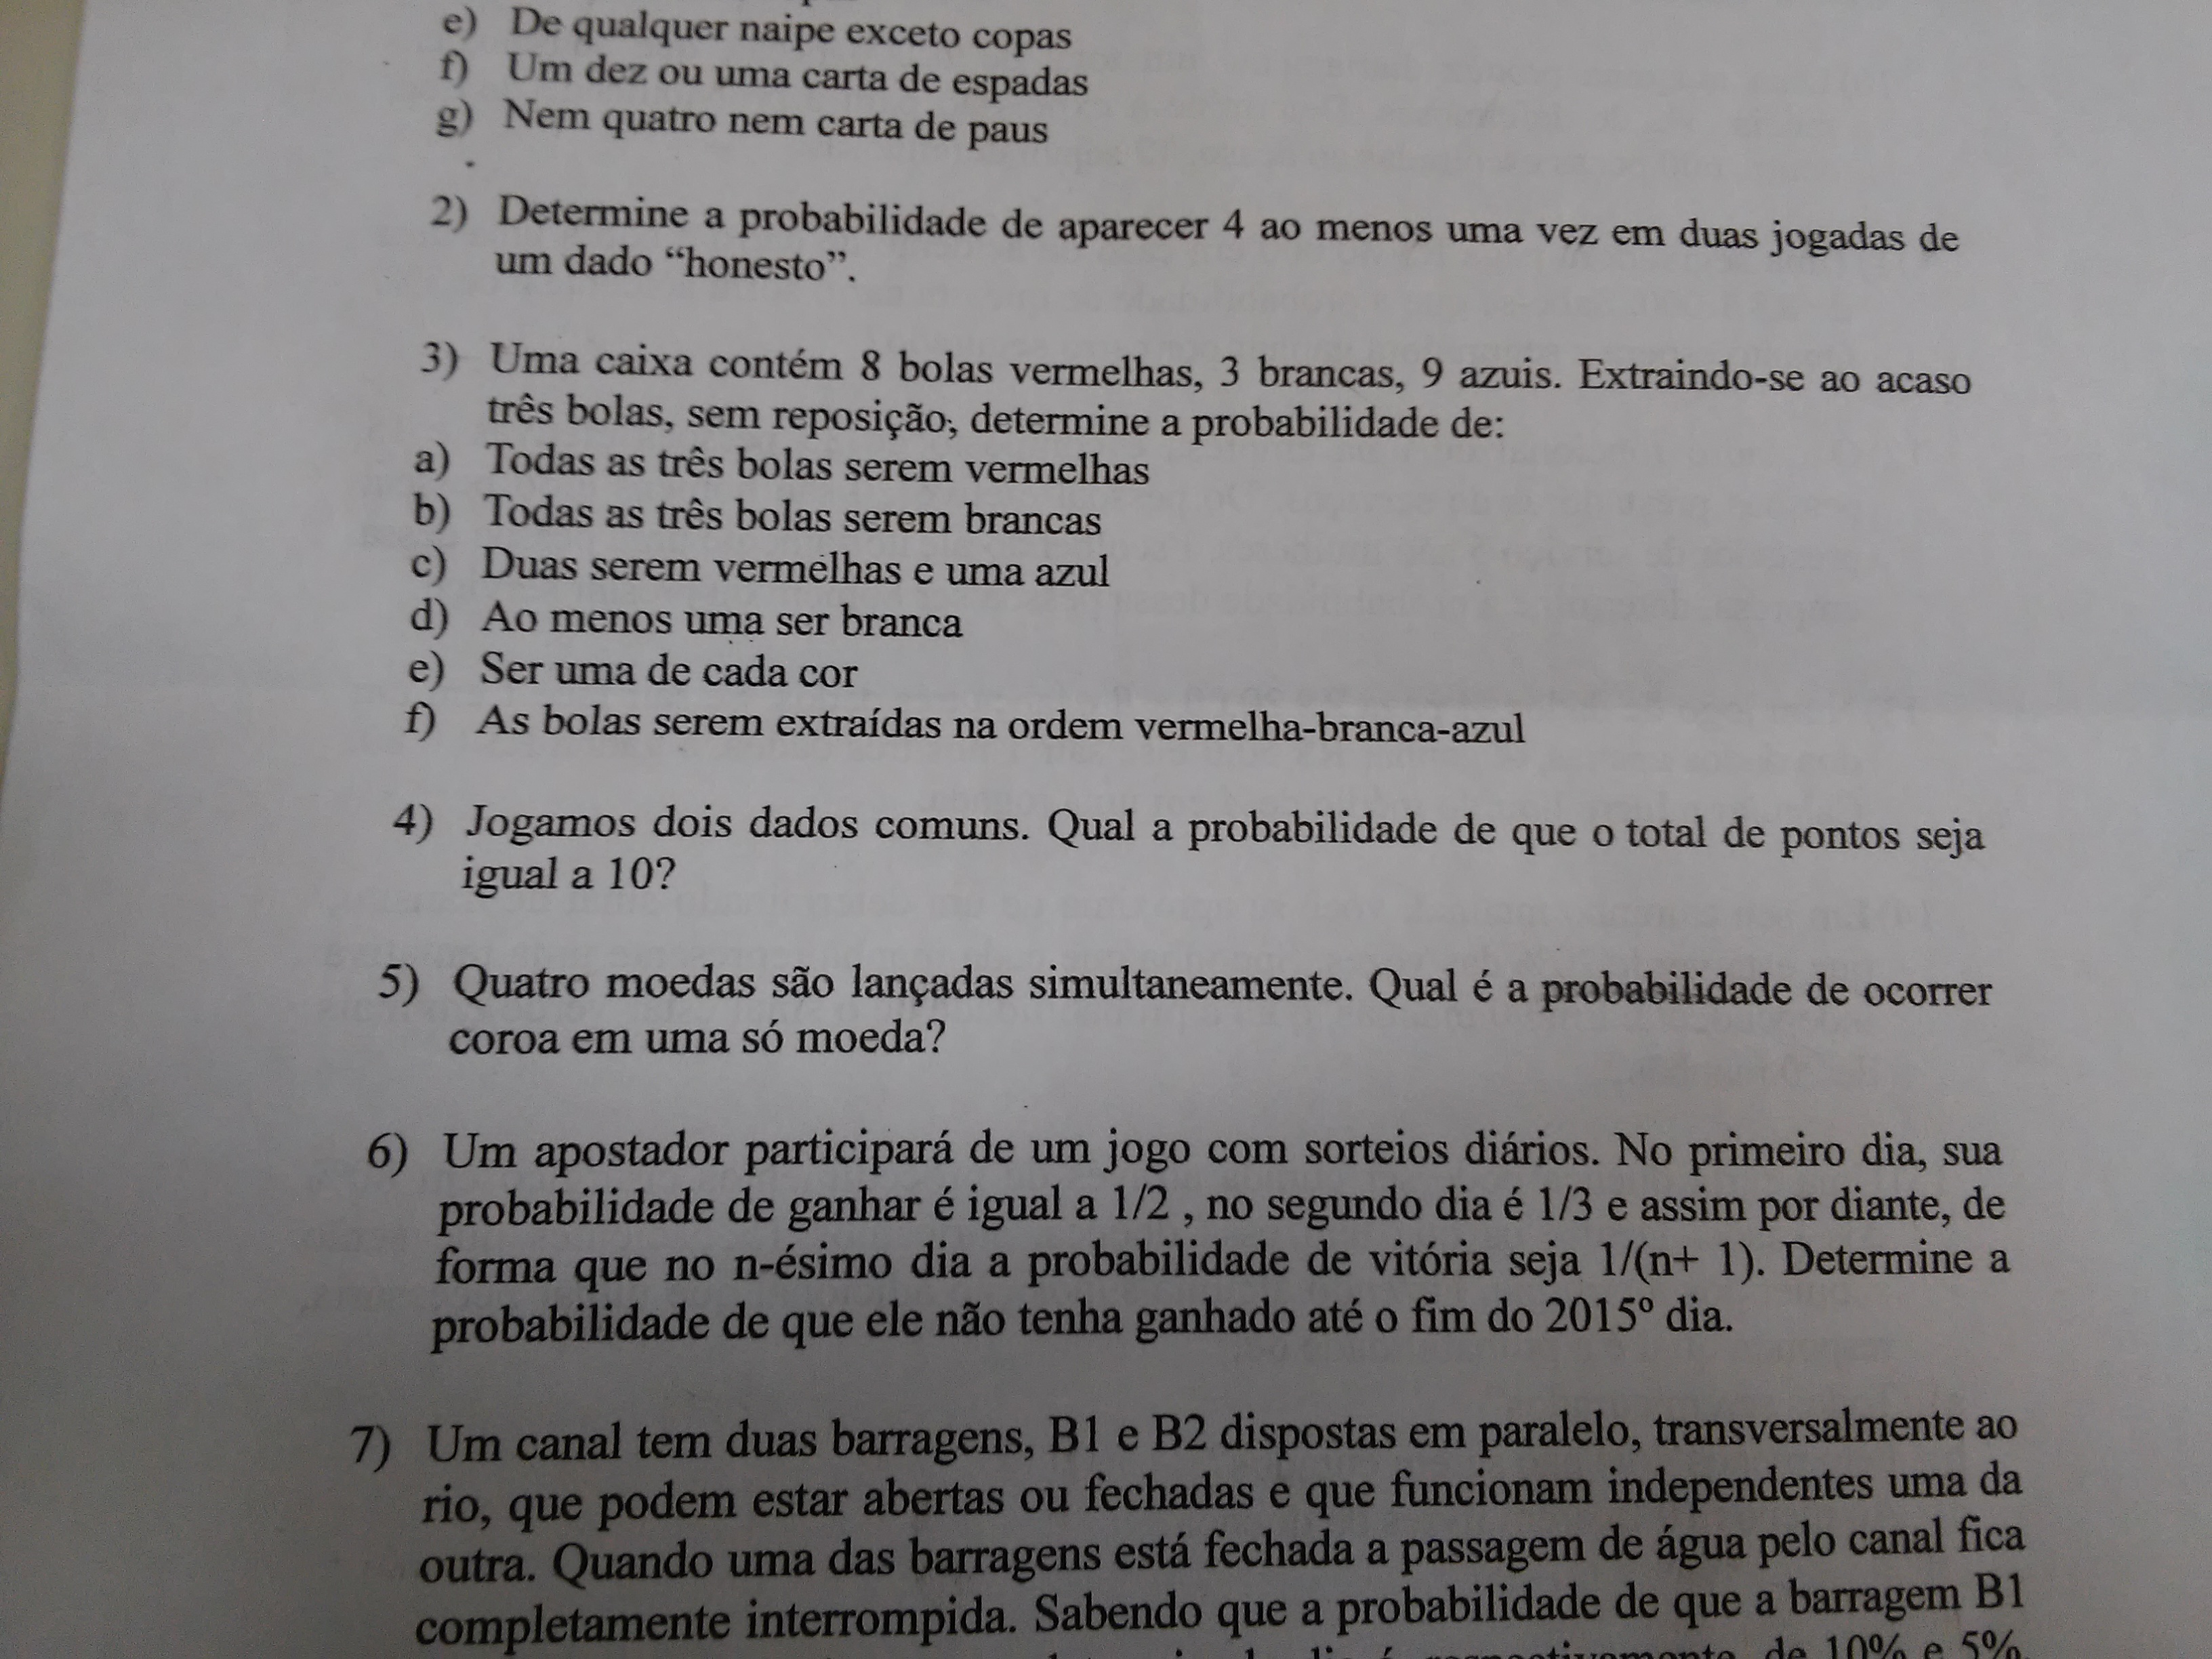 e) De qualquer naipe exceto copas
f) Um dez ou uma carta de espadas
g) Nem quatro nem carta de paus
2) Determine a probabilidade de aparecer 4 ao menos uma vez em duas jogadas de
um dado “honesto”.
3) Uma caixa contém 8 bolas vermelhas, 3 brancas, 9 azuis. Extraindo-se ao acaso
três bolas, sem reposição, determine a probabilidade de:
a) Todas as três bolas serem vermelhas
b) Todas as três bolas serem brancas
c) Duas serem vermelhas e uma azul
d) Ao menos uma ser branca
e) Ser uma de cada cor
f) As bolas serem extraídas na ordem vermelha-branca-azul
4) Jogamos dois dados comuns. Qual a probabilidade de que o total de pontos seja
igual a 10?
5) Quatro moedas são lançadas simultaneamente. Qual é a probabilidade de ocorrer
coroa em uma só moeda?
6) Um apostador participará de um jogo com sorteios diários. No primeiro dia, sua
probabilidade de ganhar é igual a 1/2 , no segundo dia é 1/3 e assim por diante, de
forma que no n-ésimo dia a probabilidade de vitória seja 1/(n+ 1). Determine a
probabilidade de que ele não tenha ganhado até o fim do 2015º dia.
7) Um canal tem duas barragens, B1 e B2 dispostas em paralelo, transversalmente ao
rio, que podem estar abertas ou fechadas e que funcionam independentes uma da
outra. Quando uma das barragens está fechada a passagem de água pelo canal fica
completamente interrompida. Sabendo que a probabilidade de que a barragem B1
de 10% e 5%